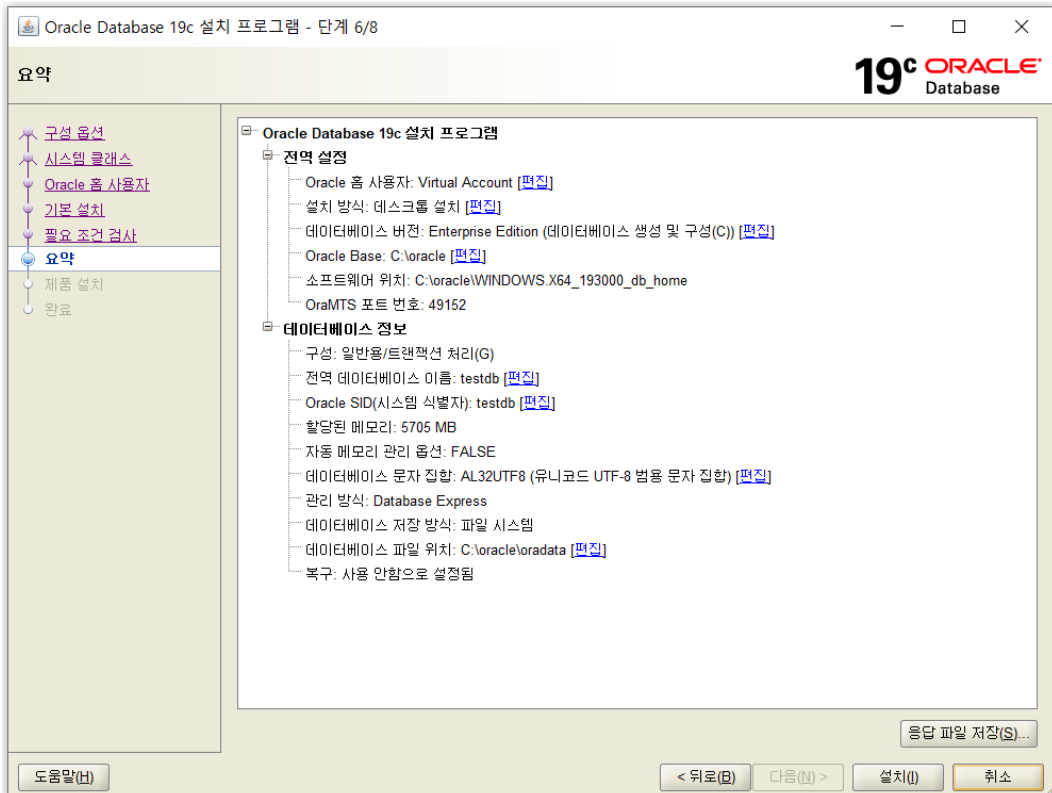 Oracle Database 19c 설치 프로그램 - 단계 6/8
요약
19c ORACLE
Database
구성 옵션
시스템 클래스
Oracle 홈 사용자
기본 설치
필요 조건 검사
요약
제품 설치
완료
Oracle Database 19c 설치 프로그램
전역 설정
Oracle 홈 사용자: Virtual Account [편집]
설치 방식: 데스크톱 설치 [편집]
데이터베이스 버전: Enterprise Edition (데이터베이스 생성 및 구성(C)) [편집]
Oracle Base: C:\oracle [편집]
소프트웨어 위치: C:\oracle\WINDOWS.X64_193000_db_home
OraMTS 포트 번호: 49152
데이터베이스 정보
구성: 일반용/트랜잭션 처리(G)
전역 데이터베이스 이름: testdb [편집]
Oracle SID(시스템 식별자): testdb [편집]
할당된 메모리: 5705 MB
자동 메모리 관리 옵션: FALSE
데이터베이스 문자 집합: AL32UTF8 (유니코드 UTF-8 범용 문자 집합) [편집]
관리 방식: Database Express
데이터베이스 저장 방식: 파일 시스템
데이터베이스 파일 위치: C:\oracle\oradata [편집]
복구: 사용 안함으로 설정됨
응답 파일 저장(S)...
도움말(H)
< 뒤로(B)
다음(N) >
설치(I)
취소